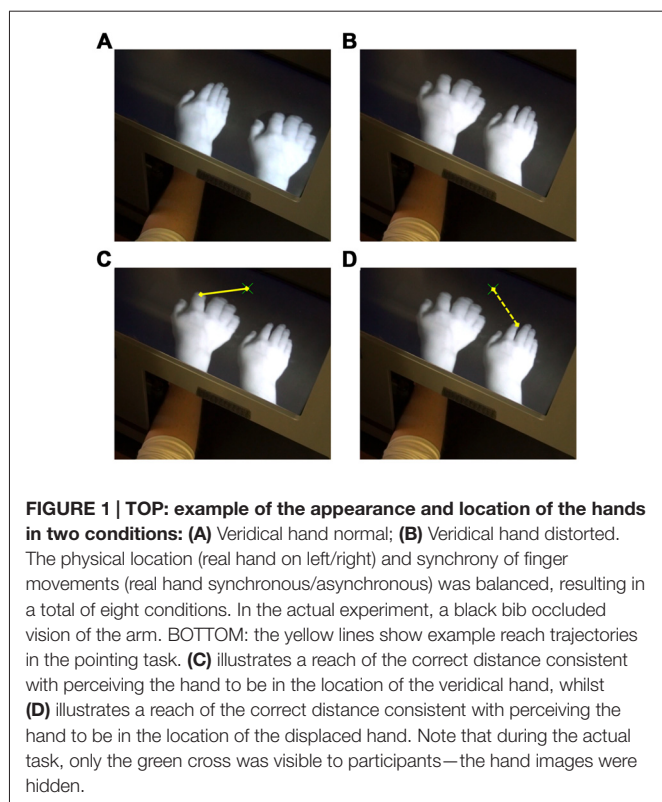 A
B
C
D
FIGURE 1 | TOP: example of the appearance and location of the hands
in two conditions: (A) Veridical hand normal; (B) Veridical hand distorted.
The physical location (real hand on left/right) and synchrony of finger
movements (real hand synchronous/asynchronous) was balanced, resulting in
a total of eight conditions. In the actual experiment, a black bib occluded
vision of the arm. BOTTOM: the yellow lines show example reach trajectories
in the pointing task. (C) illustrates a reach of the correct distance consistent
with perceiving the hand to be in the location of the veridical hand, whilst
(D) illustrates a reach of the correct distance consistent with perceiving the
hand to be in the location of the displaced hand. Note that during the actual
task, only the green cross was visible to participants—the hand images were
hidden.